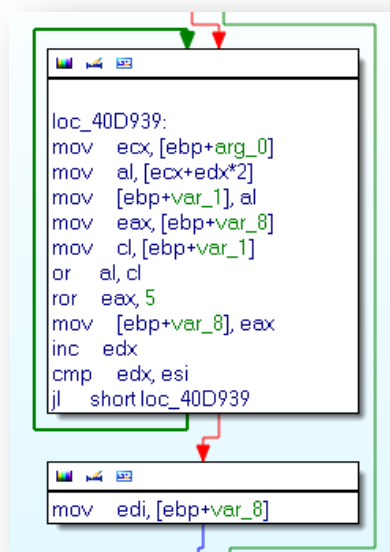 loc_40D939:
mov ecx, [ebp+arg_0]
mov al, [ecx+edx*2]
mov [ebp+var_1], al
mov eax, [ebp+var_8]
mov cl, [ebp+var_1]
or al, cl
ror eax, 5
mov [ebp+var_8], eax
inc edx
cmp edx, esi
jl short loc_40D939
mov edi, [ebp+var_8]